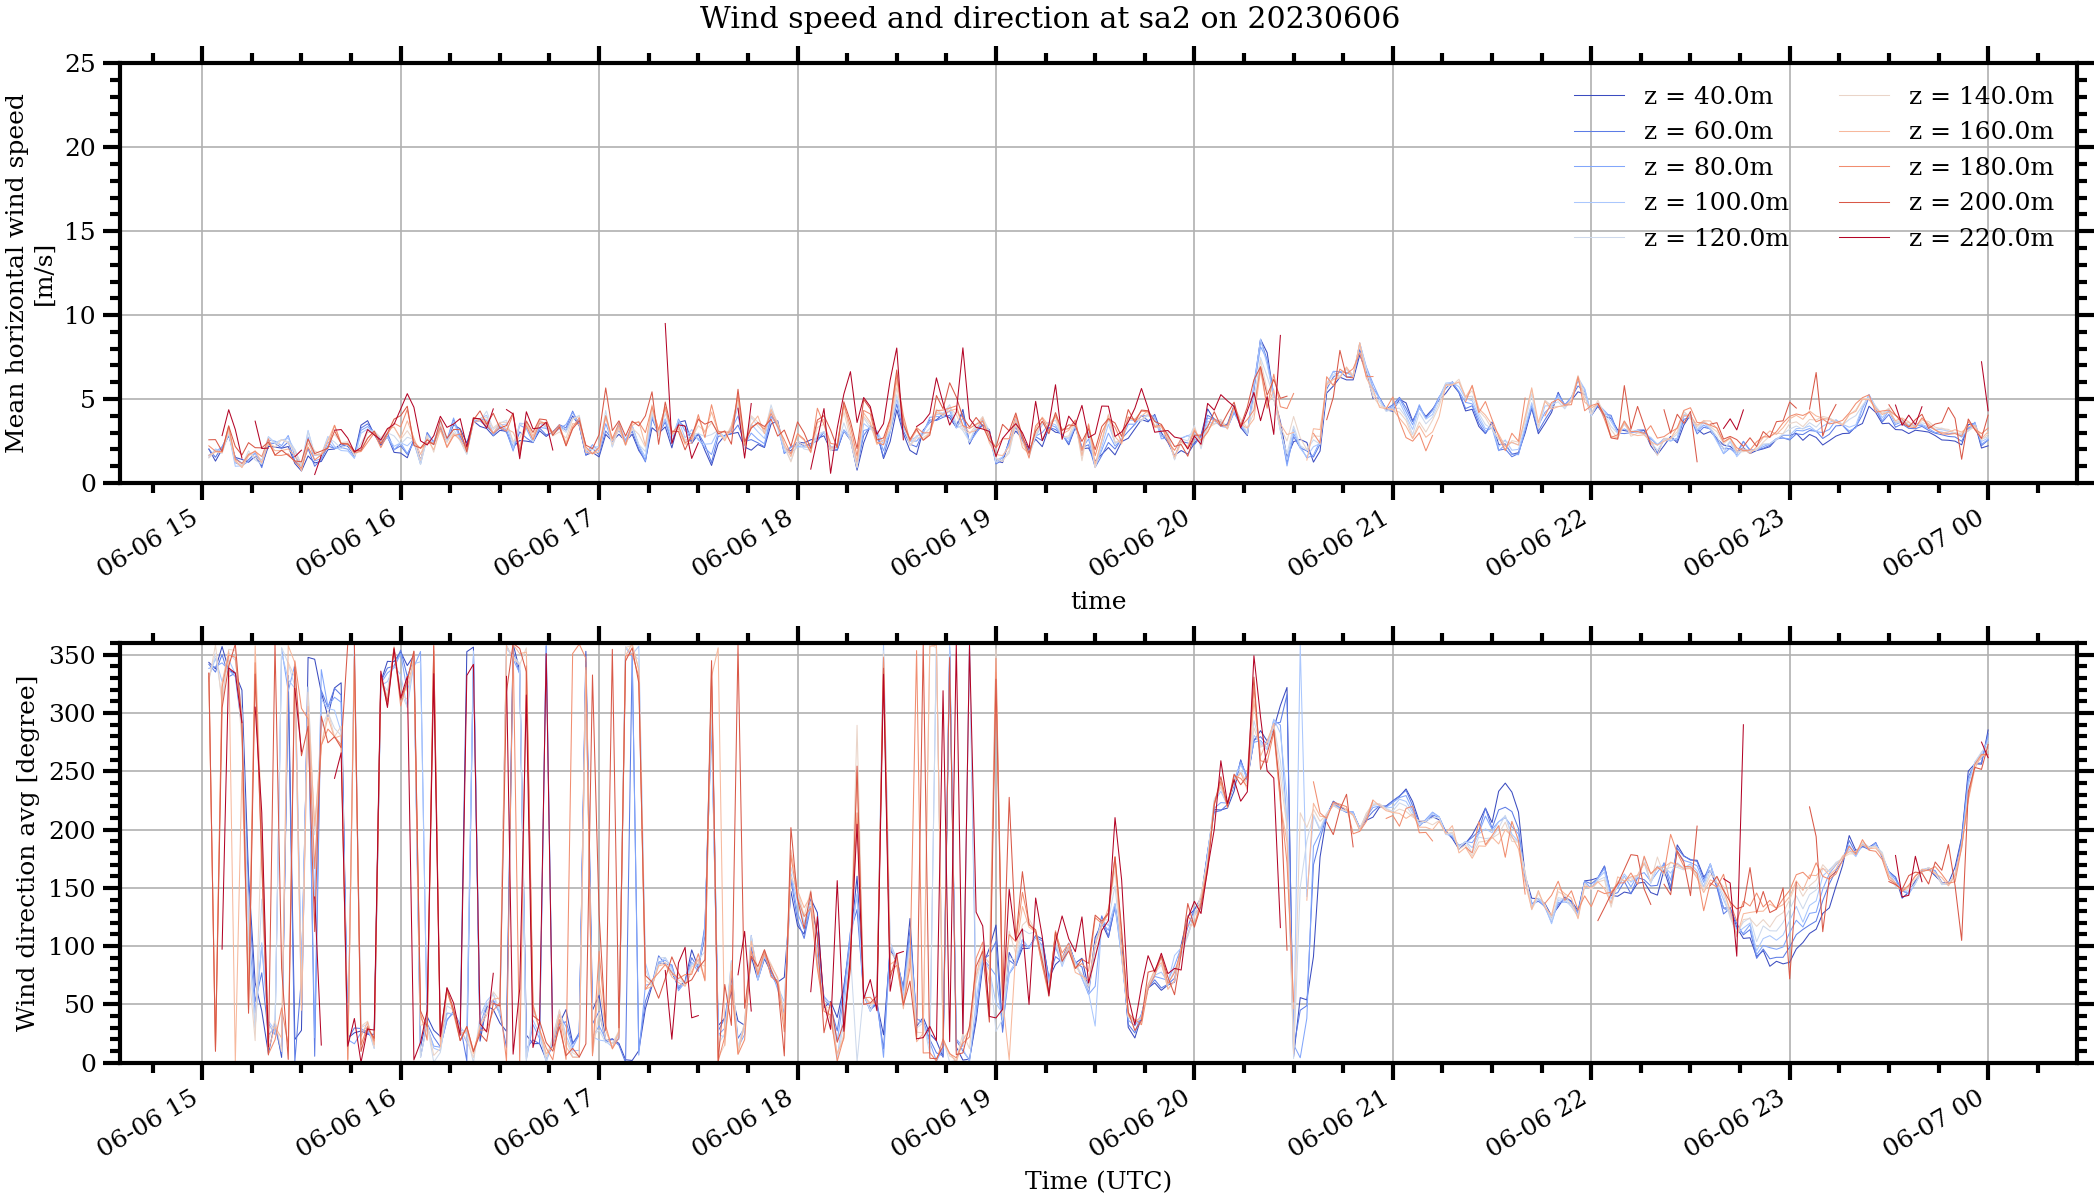 Wind speed and direction at sa2 on 20230606
Mean horizontal wind speed
[m/s]
25
20
15
10
5
0
z = 40.0m
z = 60.0m
z = 80.0m
z = 100.0m
z = 120.0m
z = 140.0m
z = 160.0m
z = 180.0m
z = 200.0m
z = 220.0m
06-06 15
06-06 16
06-06 17
06-06 18
06-06 19
06-06 20
06-06 21
06-06 22
06-06 23
06-07 00
time
Wind direction avg [degree]
350
300
250
200
150
100
50
0
06-06 15
06-06 16
06-06 17
06-06 18
06-06 19
06-06 20
06-06 21
06-06 22
06-06 23
06-07 00
Time (UTC)